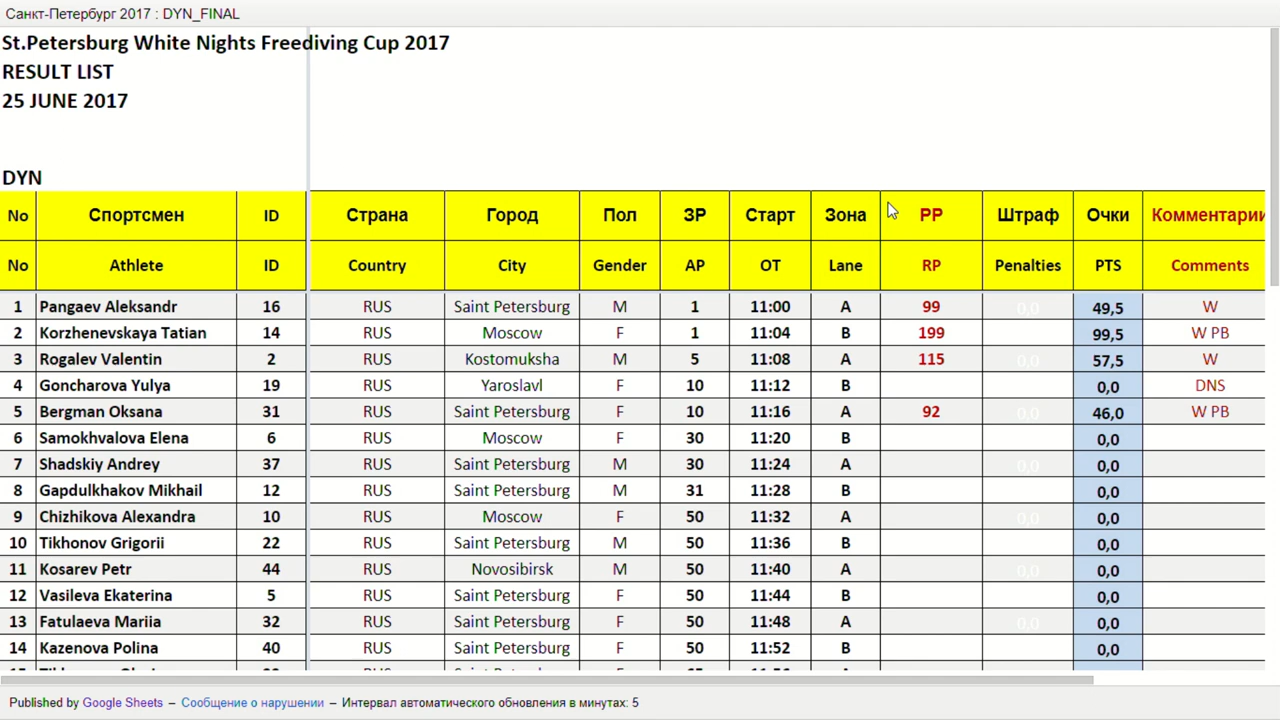 Санкт-Петербург 2017 : DYN_FINAL
St.Petersburg White Nights Freediving Cup 2017
RESULT LIST
25 JUNE 2017
DYN
No Спортсмен ID Страна Город Пол ЗР Старт Зона РР Штраф Очки Комментарии
No Athlete ID Country City Gender AP OT Lane RP Penalties PTS Comments
1 Pangaev Aleksandr 16 RUS Saint Petersburg M 1 11:00 A 99 0,0 49,5 W
2 Korzhenevskaya Tatian 14 RUS Moscow F 1 11:04 B 199 99,5 W PB
3 Rogalev Valentin 2 RUS Kostomuksha M 5 11:08 A 115 0,0 57,5 W
4 Goncharova Yulya 19 RUS Yaroslavl F 10 11:12 B 0,0 DNS
5 Bergman Oksana 31 RUS Saint Petersburg F 10 11:16 A 92 0,0 46,0 W PB
6 Samokhvalova Elena 6 RUS Moscow F 30 11:20 B 0,0
7 Shadskiy Andrey 37 RUS Saint Petersburg M 30 11:24 A 0,0 0,0
8 Gapdulkhakov Mikhail 12 RUS Saint Petersburg M 31 11:28 B 0,0
9 Chizhikova Alexandra 10 RUS Moscow F 50 11:32 A 0,0 0,0
10 Tikhonov Grigorii 22 RUS Saint Petersburg M 50 11:36 B 0,0
11 Kosarev Petr 44 RUS Novosibirsk M 50 11:40 A 0,0 0,0
12 Vasileva Ekaterina 5 RUS Saint Petersburg F 50 11:44 B 0,0
13 Fatulaeva Mariia 32 RUS Saint Petersburg F 50 11:48 A 0,0 0,0
14 Kazenova Polina 40 RUS Saint Petersburg F 50 11:52 B 0,0
Published by Google Sheets – Сообщение о нарушении – Интервал автоматического обновления в минутах: 5